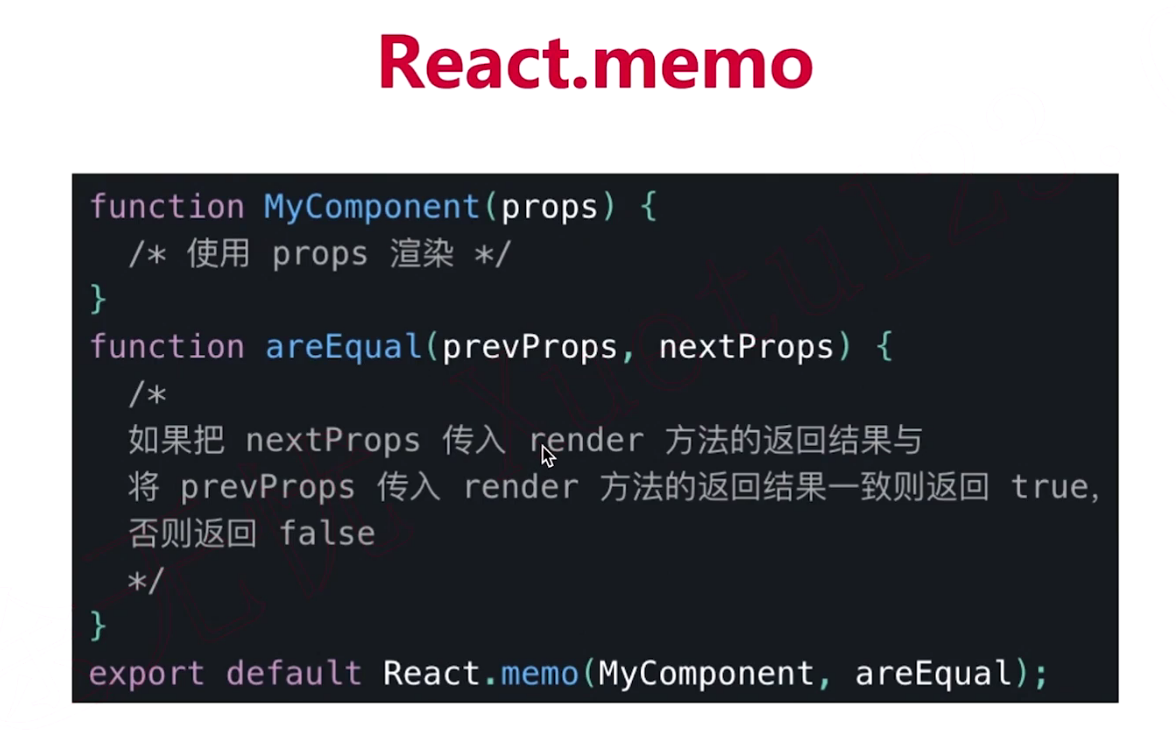 React.memo
function MyComponent(props) {
/* 使用 props 渲染 */
}
function areEqual(prevProps, nextProps) {
/*
如果把 nextProps 传入 render 方法的返回结果与
将 prevProps 传入 render 方法的返回结果一致则返回 true,
否则返回 false
*/
}
export default React.memo(MyComponent, areEqual);